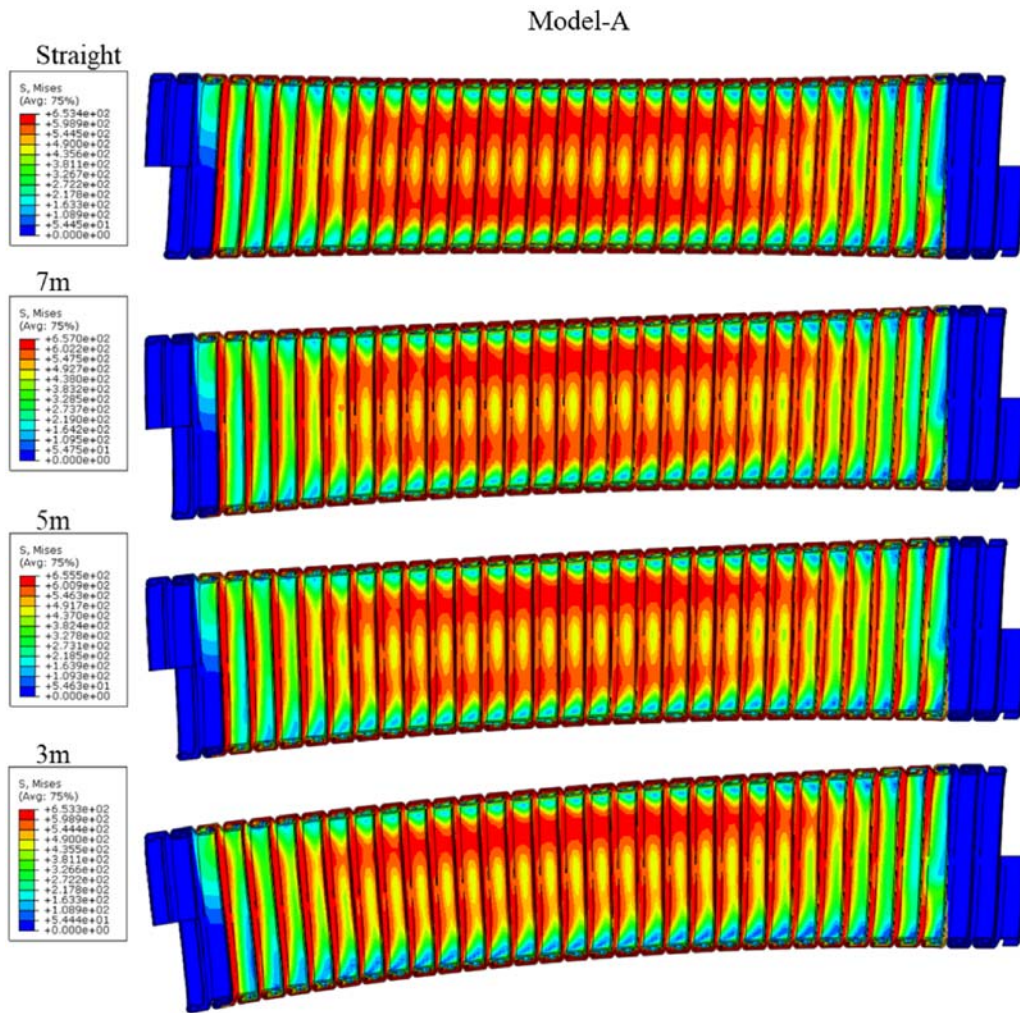 Model-A
Straight
S, Mises
(Avg: 75%)
+6.534e+02
+5.989e+02
+5.445e+02
+4.900e+02
+4.356e+02
+3.811e+02
+3.267e+02
+2.722e+02
+2.178e+02
+1.633e+02
+1.089e+02
+5.445e+01
+0.000e+00
7m
S, Mises
(Avg: 75%)
+6.570e+02
+6.022e+02
+5.475e+02
+4.927e+02
+4.380e+02
+3.832e+02
+3.285e+02
+2.737e+02
+2.190e+02
+1.642e+02
+1.095e+02
+5.475e+01
+0.000e+00
5m
S, Mises
(Avg: 75%)
+6.555e+02
+6.009e+02
+5.463e+02
+4.917e+02
+4.370e+02
+3.824e+02
+3.278e+02
+2.731e+02
+2.185e+02
+1.639e+02
+1.093e+02
+5.463e+01
+0.000e+00
3m
S, Mises
(Avg: 75%)
+6.533e+02
+5.989e+02
+5.444e+02
+4.900e+02
+4.355e+02
+3.811e+02
+3.266e+02
+2.722e+02
+2.178e+02
+1.633e+02
+1.089e+02
+5.444e+01
+0.000e+00